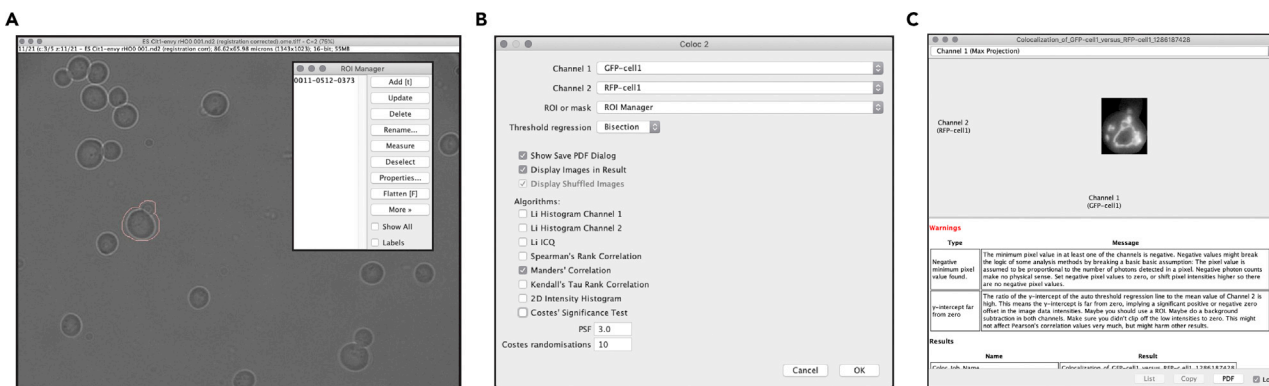 A
ES Cit1-envy rHO0 001.nd2 (registration corrected).ome.tiff - C=2 (75%)
11/21 (c:3/5 z:11/21 - ES Cit1-envy rHO0 001.nd2 (registration corr); 86.62x65.98 microns (1343x1023); 16-bit; 55MB
ROI Manager
0011-0512-0373
Add [t]
Update
Delete
Rename...
Measure
Deselect
Properties...
Flatten [F]
More »
Show All
Labels
B
Coloc 2
Channel 1 GFP-cell1
Channel 2 RFP-cell1
ROI or mask ROI Manager
Threshold regression Bisection
Show Save PDF Dialog
Display Images in Result
Display Shuffled Images
Algorithms:
Li Histogram Channel 1
Li Histogram Channel 2
Li ICQ
Spearman's Rank Correlation
Manders' Correlation
Kendall's Tau Rank Correlation
2D Intensity Histogram
Costes' Significance Test
PSF 3.0
Costes randomisations 10
Cancel OK
C
Colocalization_of_GFP-cell1_versus_RFP-cell1_1286187428
Channel 1 (Max Projection)
Channel 2
(RFP-cell1)
Channel 1
(GFP-cell1)
Warnings
Type Message
Negative minimum pixel value found.
The minimum pixel value in at least one of the channels is negative. Negative values might break
the logic of some analysis methods by breaking a basic basic assumption: The pixel value is
assumed to be proportional to the number of photons detected in a pixel. Negative photon counts
make no physical sense. Set negative pixel values to zero, or shift pixel intensities higher so there
are no negative pixel values.
y-intercept far from zero
The ratio of the y-intercept of the auto threshold regression line to the mean value of Channel 2 is
high. This means the y-intercept is far from zero, implying a significant positive or negative zero
offset in the image data intensities. Maybe you should use a ROI. Maybe do a background
subtraction in both channels. Make sure you didn't clip off the low intensities to zero. This might
not affect Pearson's correlation values very much, but might harm other results.
Results
Name Result
Coloc Job Name Colocalization_of_GFP-cell1_versus_RFP-cell1_1286187428
List Copy PDF Lo